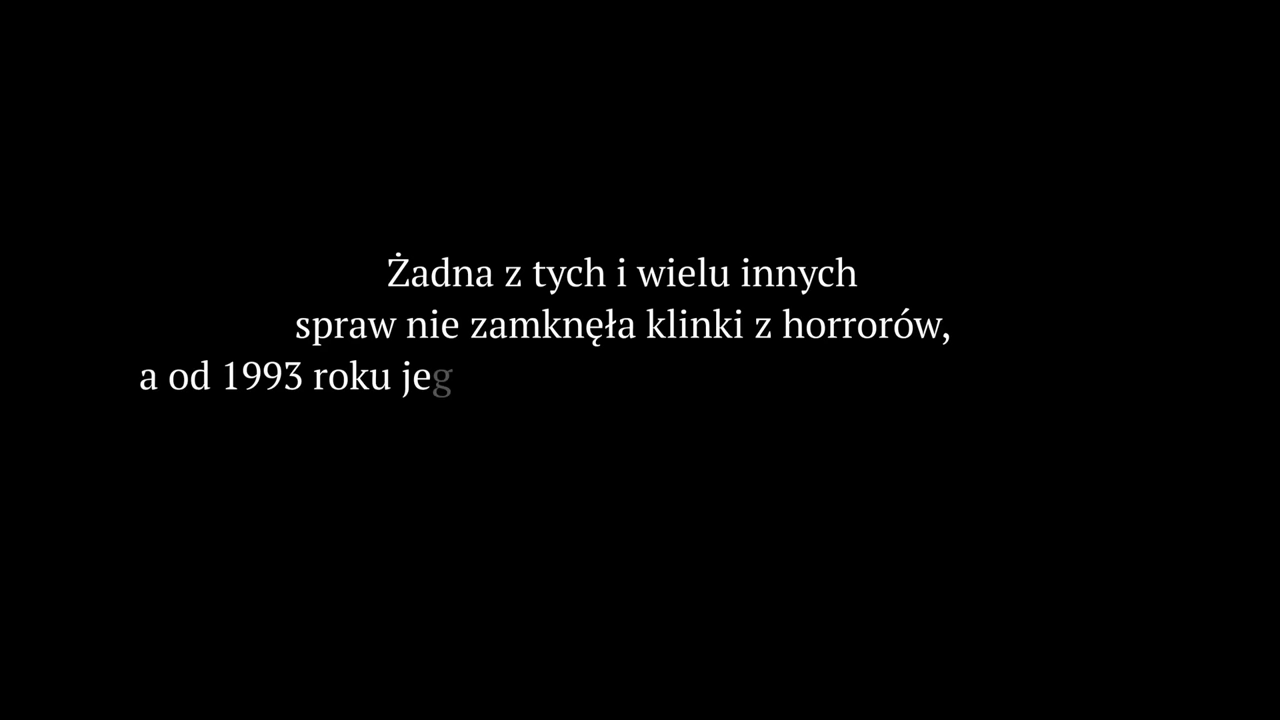 Żadna z tych i wielu innych
spraw nie zamknęła klinki z horrorów,
a od 1993 roku jeg